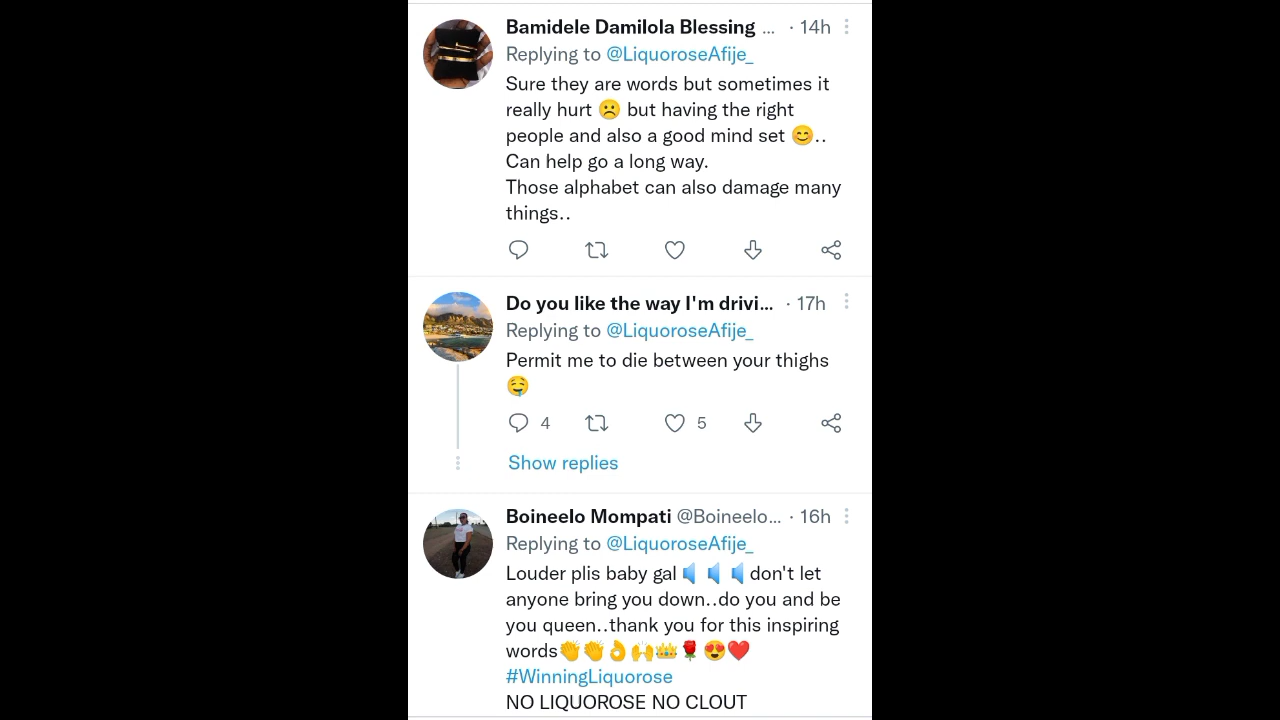 Bamidele Damilola Blessing ... · 14h
Replying to @LiquoroseAfije_
Sure they are words but sometimes it
really hurt ☹️ but having the right
people and also a good mind set 😊..
Can help go a long way.
Those alphabet can also damage many
things..
Do you like the way I'm drivi... · 17h
Replying to @LiquoroseAfije_
Permit me to die between your thighs
🤤
4 5
Show replies
Boineelo Mompati @Boineelo... · 16h
Replying to @LiquoroseAfije_
Louder plis baby gal🔈🔈🔈don't let
anyone bring you down..do you and be
you queen..thank you for this inspiring
words👏👏👌🙌👑🌹😍❤️
#WinningLiquorose
NO LIQUOROSE NO CLOUT